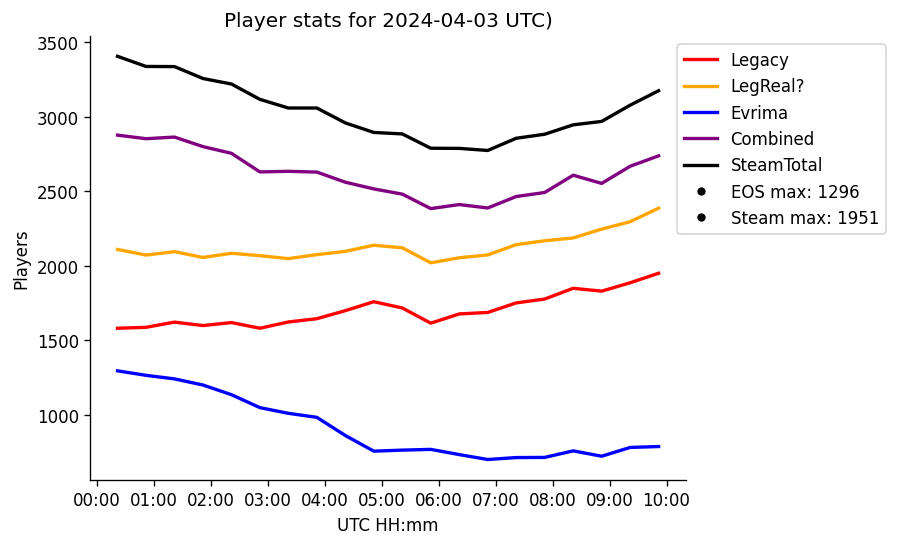 Player stats for 2024-04-03 UTC)
3500
3000
2500
2000
1500
1000
Players
00:00 01:00 02:00 03:00 04:00 05:00 06:00 07:00 08:00 09:00 10:00
UTC HH:mm
Legacy
LegReal?
Evrima
Combined
SteamTotal
EOS max: 1296
Steam max: 1951